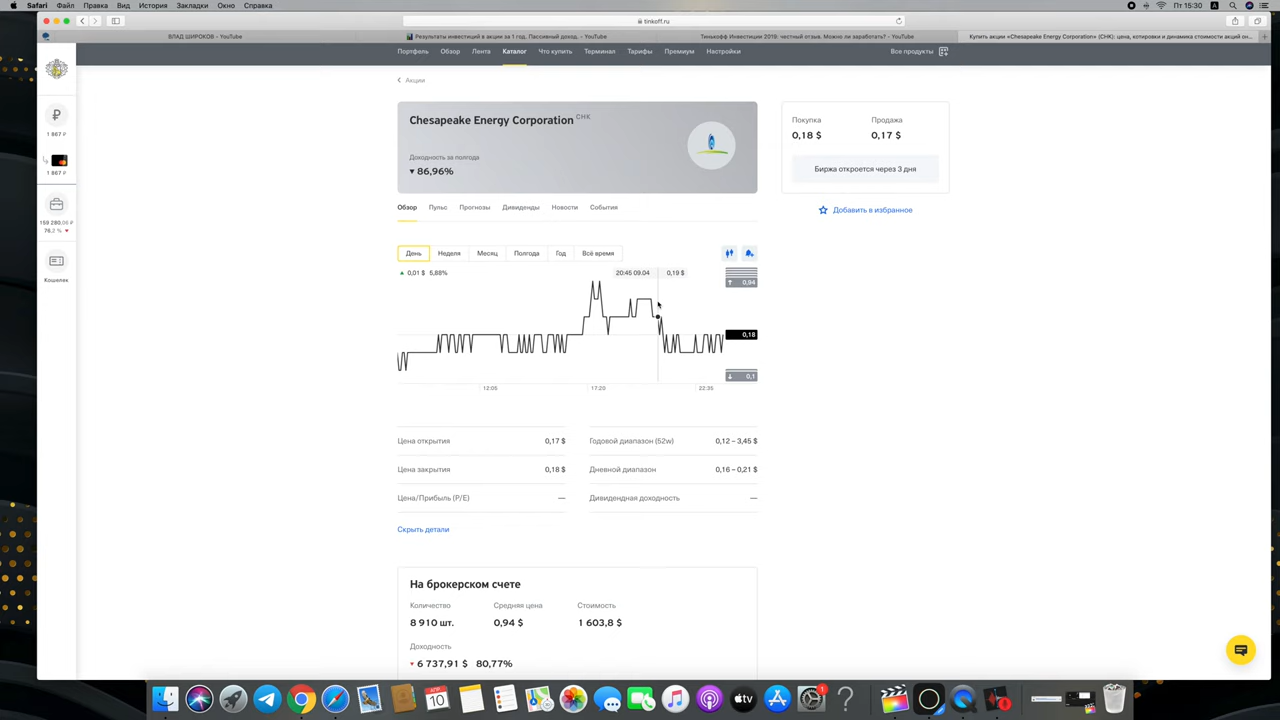 Safari Файл Правка Вид История Закладки Окно Справка
Пт 15:30
A
tinkoff.ru
ВЛАД ШИРОКОВ - YouTube
Результаты инвестиций в акции за 1 год. Пассивный доход. - YouTube
Тинькофф Инвестиции 2019: честный отзыв. Можно ли заработать? - YouTube
Купить акции «Chesapeake Energy Corporation» (CHK): цена, котировки и динамика стоимости акций он...
Портфель Обзор Лента Каталог Что купить Терминал Тарифы Премиум Настройки
Все продукты
Акции
₽
1 867 ₽
1 867 ₽
159 280,06 ₽
76,2 %
Кошелек
Chesapeake Energy Corporation CHK
Доходность за полгода
86,96%
Покупка Продажа
0,18 $ 0,17 $
Биржа откроется через 3 дня
Добавить в избранное
Обзор Пульс Прогнозы Дивиденды Новости События
День Неделя Месяц Полгода Год Всё время
0,01 $ 5,88%
20:45 09.04 0,19 $
0,94
0,18
0,1
12:05 17:20 22:35
Цена открытия 0,17 $
Годовой диапазон (52w) 0,12 – 3,45 $
Цена закрытия 0,18 $
Дневной диапазон 0,16 – 0,21 $
Цена/Прибыль (P/E) —
Дивидендная доходность —
Скрыть детали
На брокерском счете
Количество Средняя цена Стоимость
8 910 шт. 0,94 $ 1 603,8 $
Доходность
6 737,91 $ 80,77%
АПР
10
tv
1